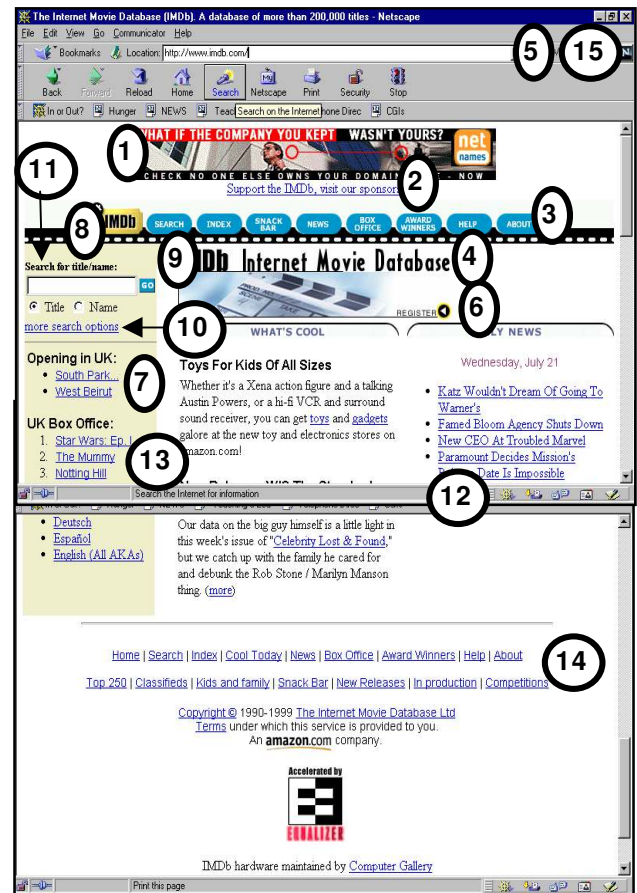 The Internet Movie Database (IMDb). A database of more than 200,000 titles - Netscape
File Edit View Go Communicator Help
Bookmarks Location: http://www.imdb.com/
5 15 N
Back Forward Reload Home Search Netscape Print Security Stop
My
In or Out? Hunger NEWS Teac Search on the Internet hone Direc CGIs
WHAT IF THE COMPANY YOU KEPT WASN'T YOURS?
net names
1
CHECK NO ONE ELSE OWNS YOUR DOMAIN - NOW
2
Support the IMDb, visit our sponsor
11
8
IMDb SEARCH INDEX SNACK BAR NEWS BOX OFFICE AWARD WINNERS HELP ABOUT
3
9
IMDb Internet Movie Database
4
Search for title/name:
GO
Title Name
SCENE
REGISTER
6
more search options
10
WHAT'S COOL
LY NEWS
Opening in UK:
South Park...
West Beirut
7
UK Box Office:
1. Star Wars: Ep. I
2. The Mummy
3. Notting Hill
13
Toys For Kids Of All Sizes
Whether it's a Xena action figure and a talking
Austin Powers, or a hi-fi VCR and surround
sound receiver, you can get toys and gadgets
galore at the new toy and electronics stores on
amazon.com!
Wednesday, July 21
Katz Wouldn't Dream Of Going To
Warner's
Famed Bloom Agency Shuts Down
New CEO At Troubled Marvel
Paramount Decides Mission's
Date Is Impossible
12
Search the Internet for information
Deutsch
Español
English (All AKAs)
Our data on the big guy himself is a little light in
this week's issue of "Celebrity Lost & Found,"
but we catch up with the family he cared for
and debunk the Rob Stone / Marilyn Manson
thing. (more)
Home | Search | Index | Cool Today | News | Box Office | Award Winners | Help | About
14
Top 250 | Classifieds | Kids and family | Snack Bar | New Releases | In production | Competitions
Copyright © 1990-1999 The Internet Movie Database Ltd
Terms under which this service is provided to you.
An amazon.com company.
Accelerated by
EQUALIZER
IMDb hardware maintained by Computer Gallery
Print this page